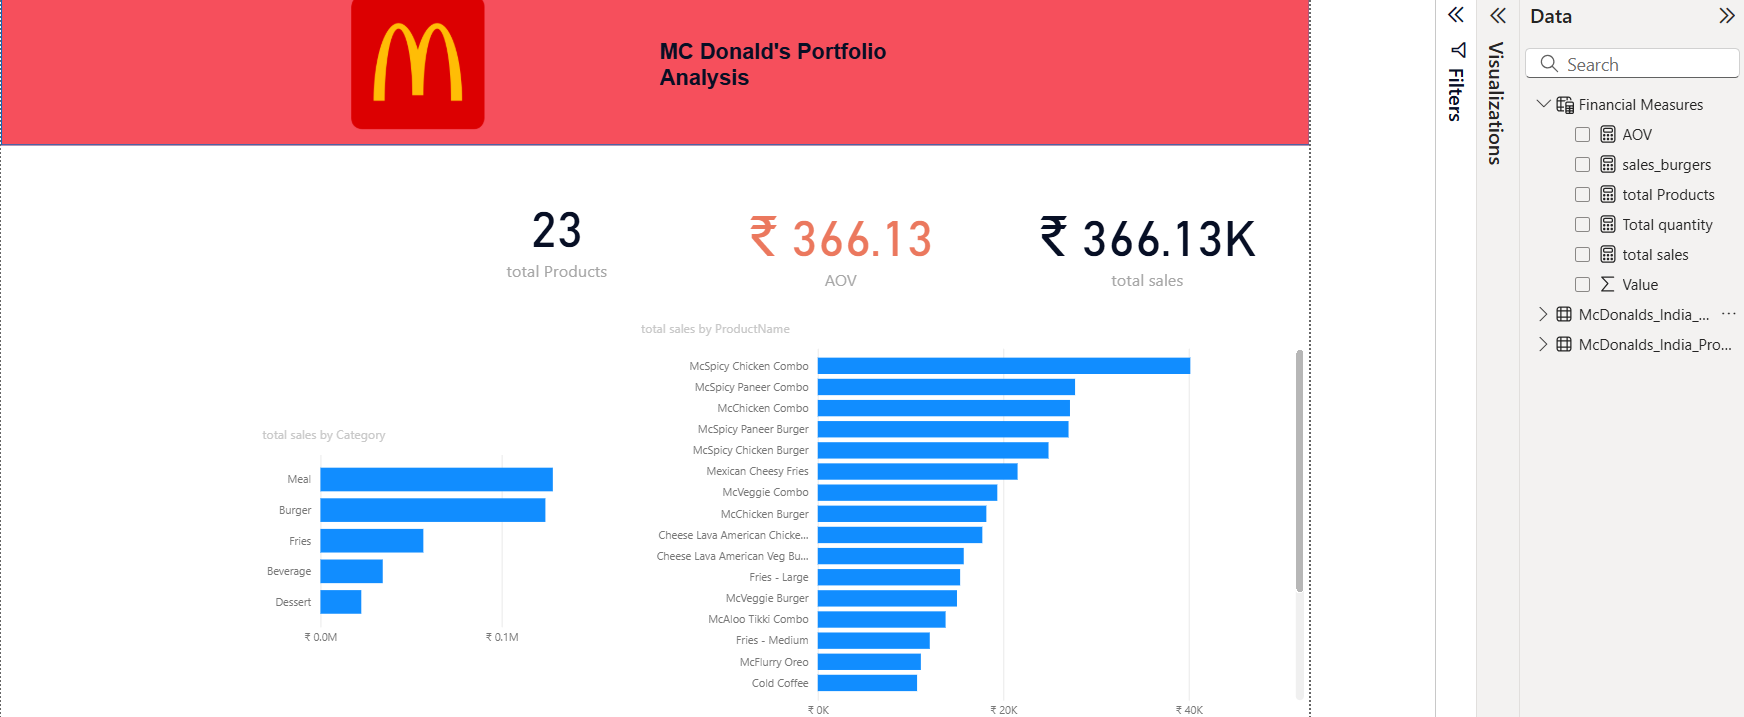 MC Donald's Portfolio
Analysis
23
total Products
₹ 366.13
AOV
₹ 366.13K
total sales
total sales by Category
Meal
Burger
Fries
Beverage
Dessert
₹ 0.0M
₹ 0.1M
total sales by ProductName
McSpicy Chicken Combo
McSpicy Paneer Combo
McChicken Combo
McSpicy Paneer Burger
McSpicy Chicken Burger
Mexican Cheesy Fries
McVeggie Combo
McChicken Burger
Cheese Lava American Chicke...
Cheese Lava American Veg Bu...
Fries - Large
McVeggie Burger
McAloo Tikki Combo
Fries - Medium
McFlurry Oreo
Cold Coffee
₹ 0K
₹ 20K
₹ 40K
Filters
Visualizations
Data
Search
Financial Measures
AOV
sales_burgers
total Products
Total quantity
total sales
Value
McDonalds_India_...
McDonalds_India_Pro...